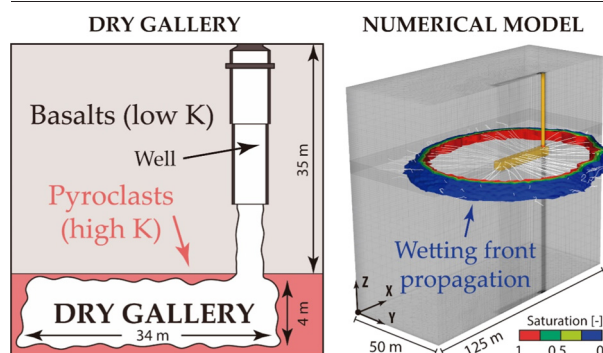 DRY GALLERY
Basalts (low K)
Well
35 m
Pyroclasts
(high K)
DRY GALLERY
34 m
4 m
NUMERICAL MODEL
Wetting front
propagation
Z
X
Y
50 m
125 m
Saturation [-]
1 0.5 0